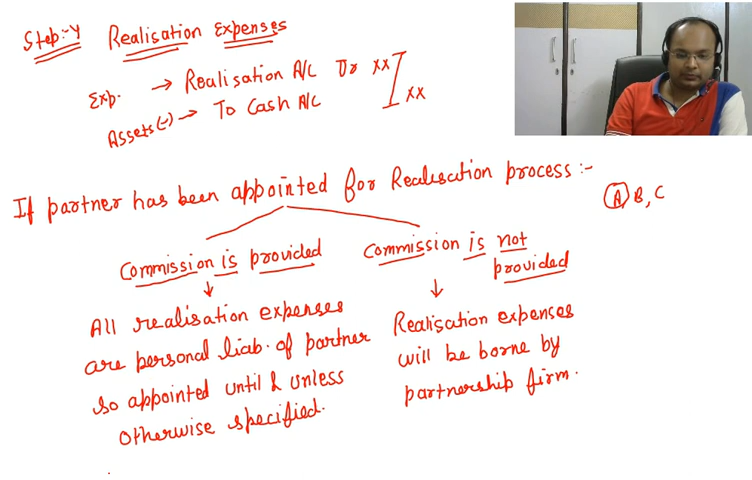 Step:-4 Realisation Expenses
Exp. → Realisation A/C Dr xx
Assets(-) → To Cash A/C xx
If partner has been appointed for Realisation process :-
A, B, C
Commission is provided
Commission is not
provided
All realisation expenses
are personal liab. of partner
so appointed until & unless
otherwise specified.
Realisation expenses
will be borne by
partnership firm.